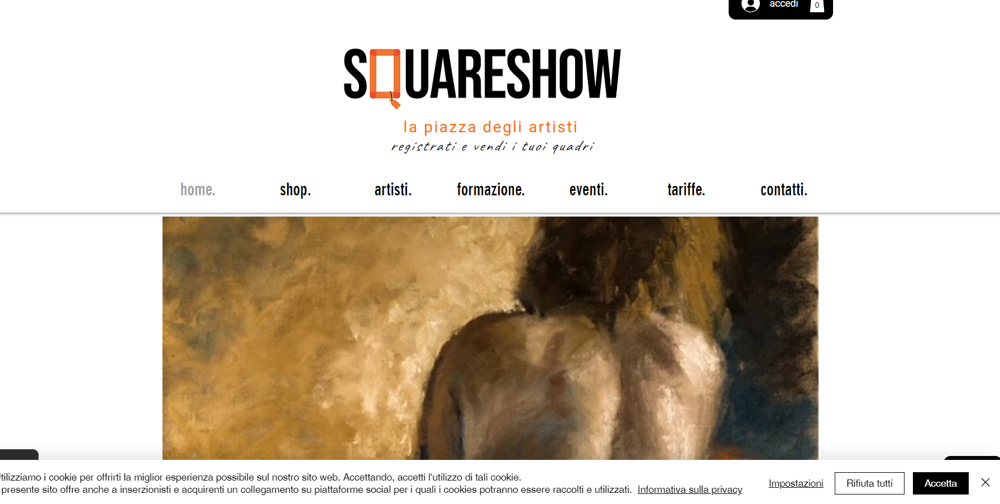 accedi
0
SQUARESHOW
la piazza degli artisti
registrati e vendi i tuoi quadri
home. shop. artisti. formazione. eventi. tariffe. contatti.
tilizziamo i cookie per offrirti la miglior esperienza possibile sul nostro sito web. Accettando, accetti l'utilizzo di tali cookie.
presente sito offre anche a inserzionisti e acquirenti un collegamento su piattaforme social per i quali i cookies potranno essere raccolti e utilizzati. Informativa sulla privacy
Impostazioni
Rifiuta tutti
Accetta